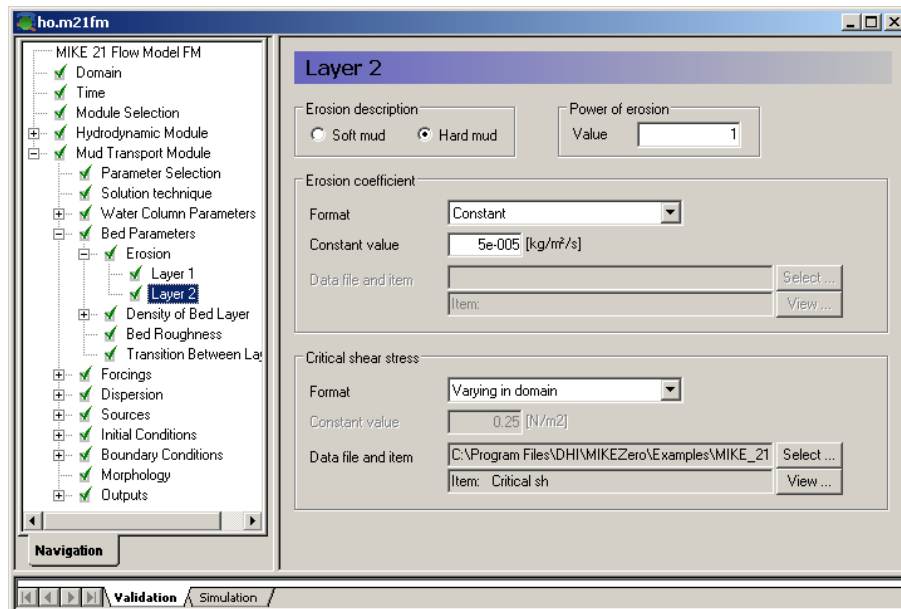 ho.m21fm
MIKE 21 Flow Model FM
Domain
Time
Module Selection
Hydrodynamic Module
Mud Transport Module
Parameter Selection
Solution technique
Water Column Parameters
Bed Parameters
Erosion
Layer 1
Layer 2
Density of Bed Layer
Bed Roughness
Transition Between La
Forcings
Dispersion
Sources
Initial Conditions
Boundary Conditions
Morphology
Outputs
Navigation
Layer 2
Erosion description
Soft mud Hard mud
Power of erosion
Value 1
Erosion coefficient
Format Constant
Constant value 5e-005 [kg/m²/s]
Data file and item Select ...
Item: View ...
Critical shear stress
Format Varying in domain
Constant value 0.25 [N/m2]
Data file and item C:\Program Files\DHI\MIKEZero\Examples\MIKE_21 Select ...
Item: Critical sh View ...
Validation Simulation